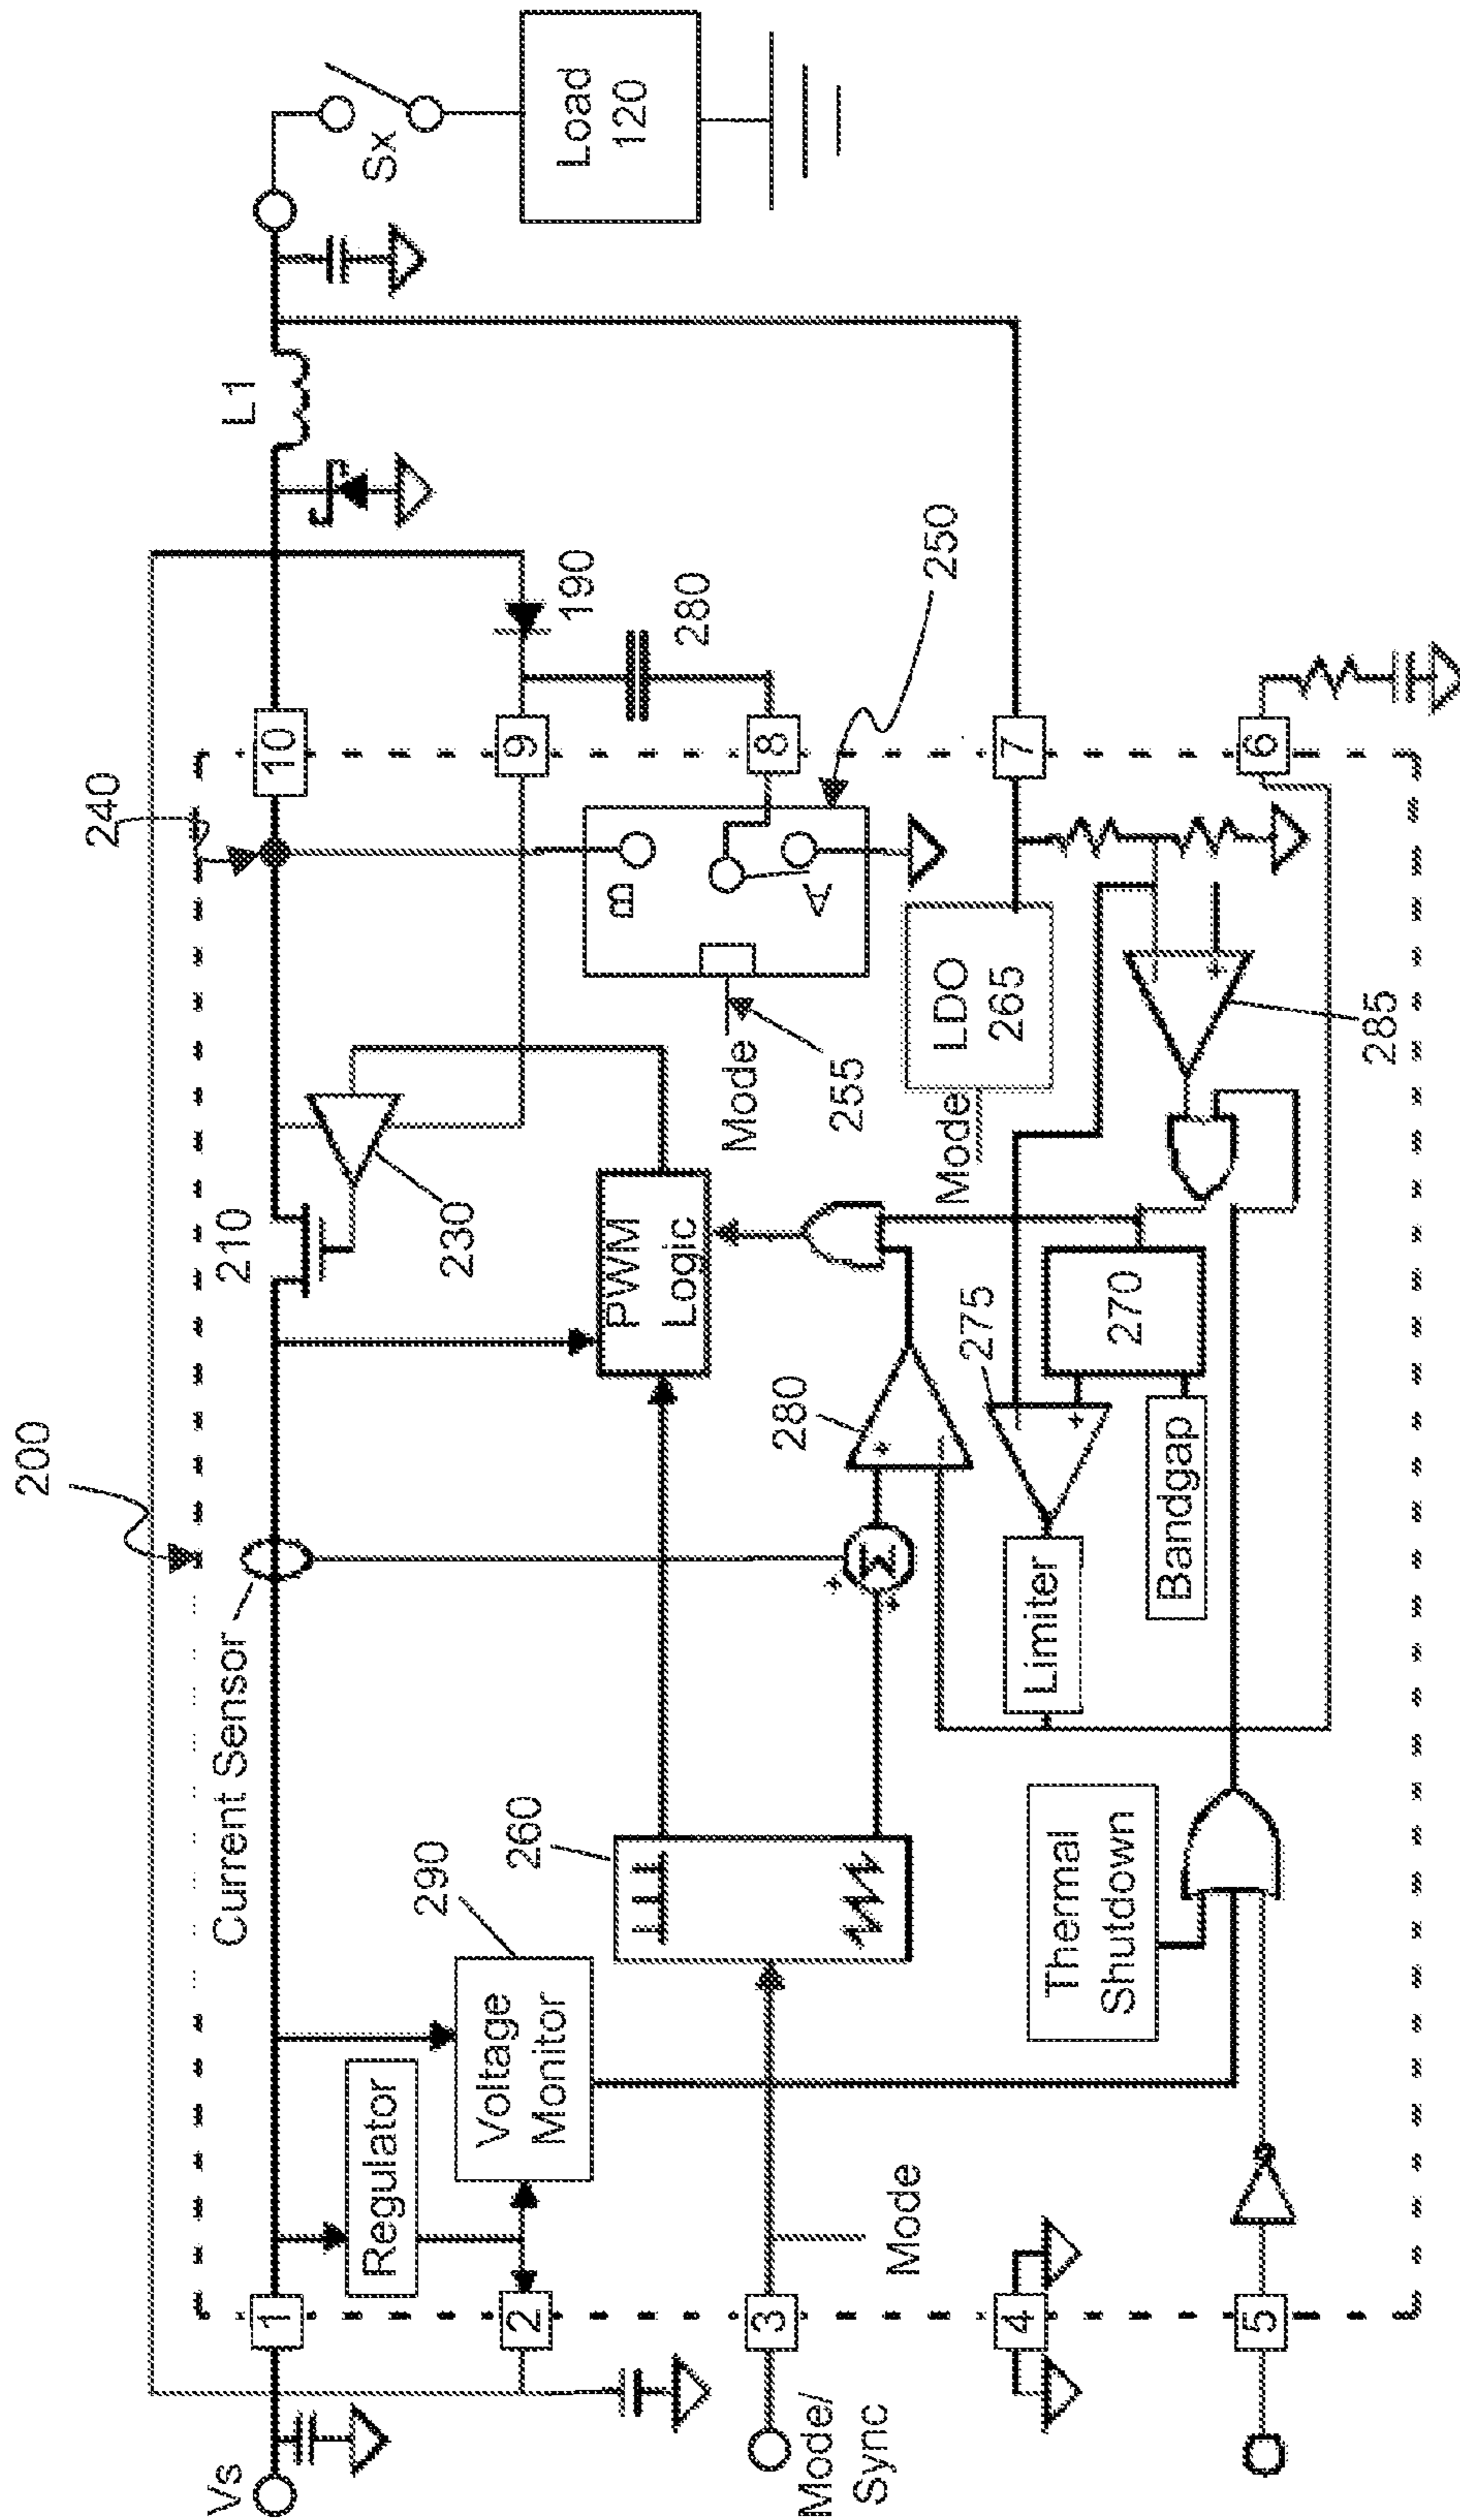 200
240
Vs
1
Current Sensor
210
10
L1
Regulator
2
290
Voltage
Monitor
230
9
190
Sx
Load
120
260
PWM
Logic
B
A
8
280
250
Mode/
Sync
3
Mode
280
Σ
+
+
+
Mode
255
LDO
265
Mode
7
4
Thermal
Shutdown
Limiter
275
+
Bandgap
270
+
285
5
6